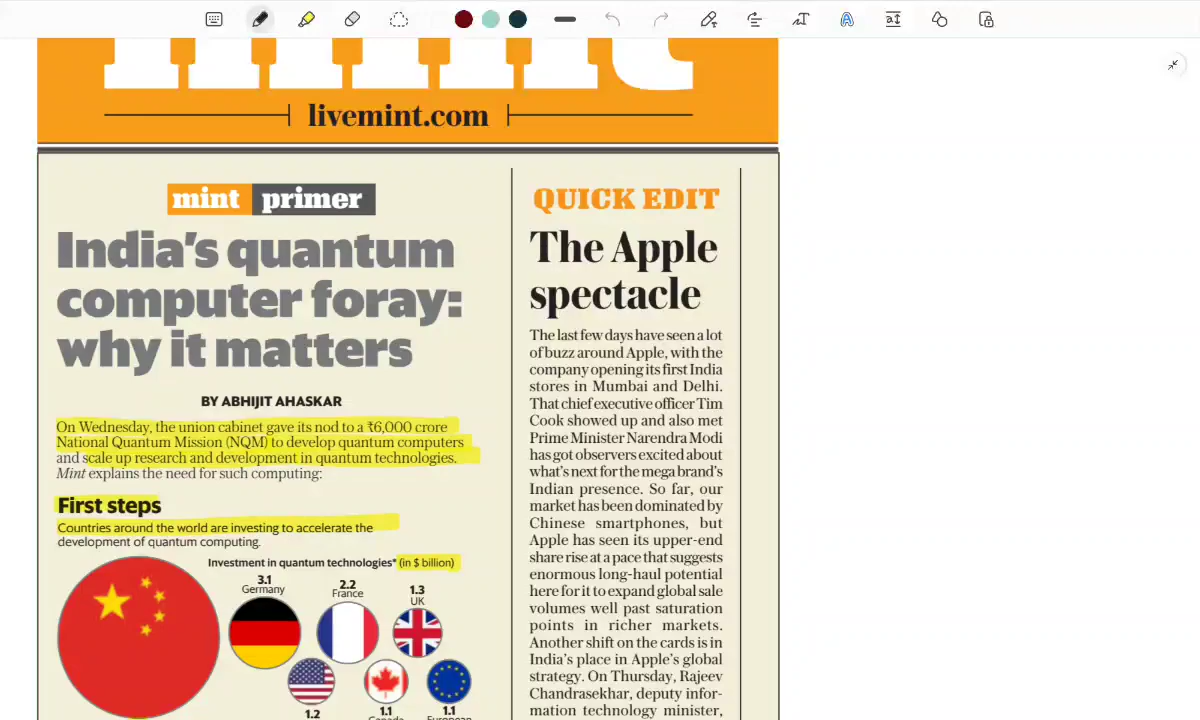 livemint.com
mint primer
India's quantum
computer foray:
why it matters
BY ABHIJIT AHASKAR
On Wednesday, the union cabinet gave its nod to a ₹6,000 crore
National Quantum Mission (NQM) to develop quantum computers
and scale up research and development in quantum technologies.
Mint explains the need for such computing:
First steps
Countries around the world are investing to accelerate the
development of quantum computing.
Investment in quantum technologies* (in $ billion)
3.1
Germany
2.2
France
1.3
UK
1.2
1.1
Canada
1.1
European
QUICK EDIT
The Apple
spectacle
The last few days have seen a lot
of buzz around Apple, with the
company opening its first India
stores in Mumbai and Delhi.
That chief executive officer Tim
Cook showed up and also met
Prime Minister Narendra Modi
has got observers excited about
what's next for the mega brand's
Indian presence. So far, our
market has been dominated by
Chinese smartphones, but
Apple has seen its upper-end
share rise at a pace that suggests
enormous long-haul potential
here for it to expand global sale
volumes well past saturation
points in richer markets.
Another shift on the cards is in
India's place in Apple's global
strategy. On Thursday, Rajeev
Chandrasekhar, deputy infor-
mation technology minister,